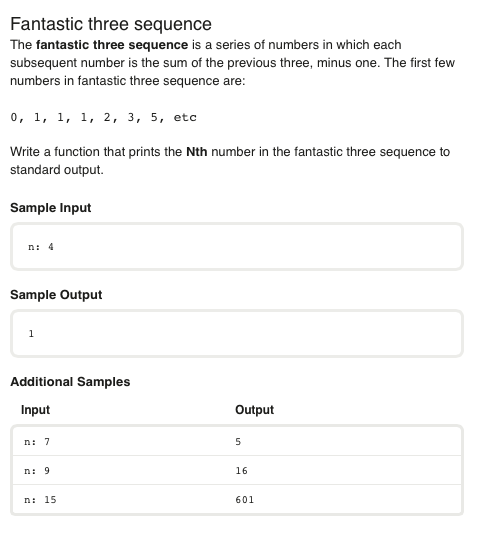 Fantastic three sequence
The fantastic three sequence is a series of numbers in which each
subsequent number is the sum of the previous three, minus one. The first few
numbers in fantastic three sequence are:
0, 1, 1, 1, 2, 3, 5, etc
Write a function that prints the Nth number in the fantastic three sequence to
standard output.
Sample Input
n: 4
Sample Output
1
Additional Samples
Input Output
n: 7 5
n: 9 16
n: 15 601